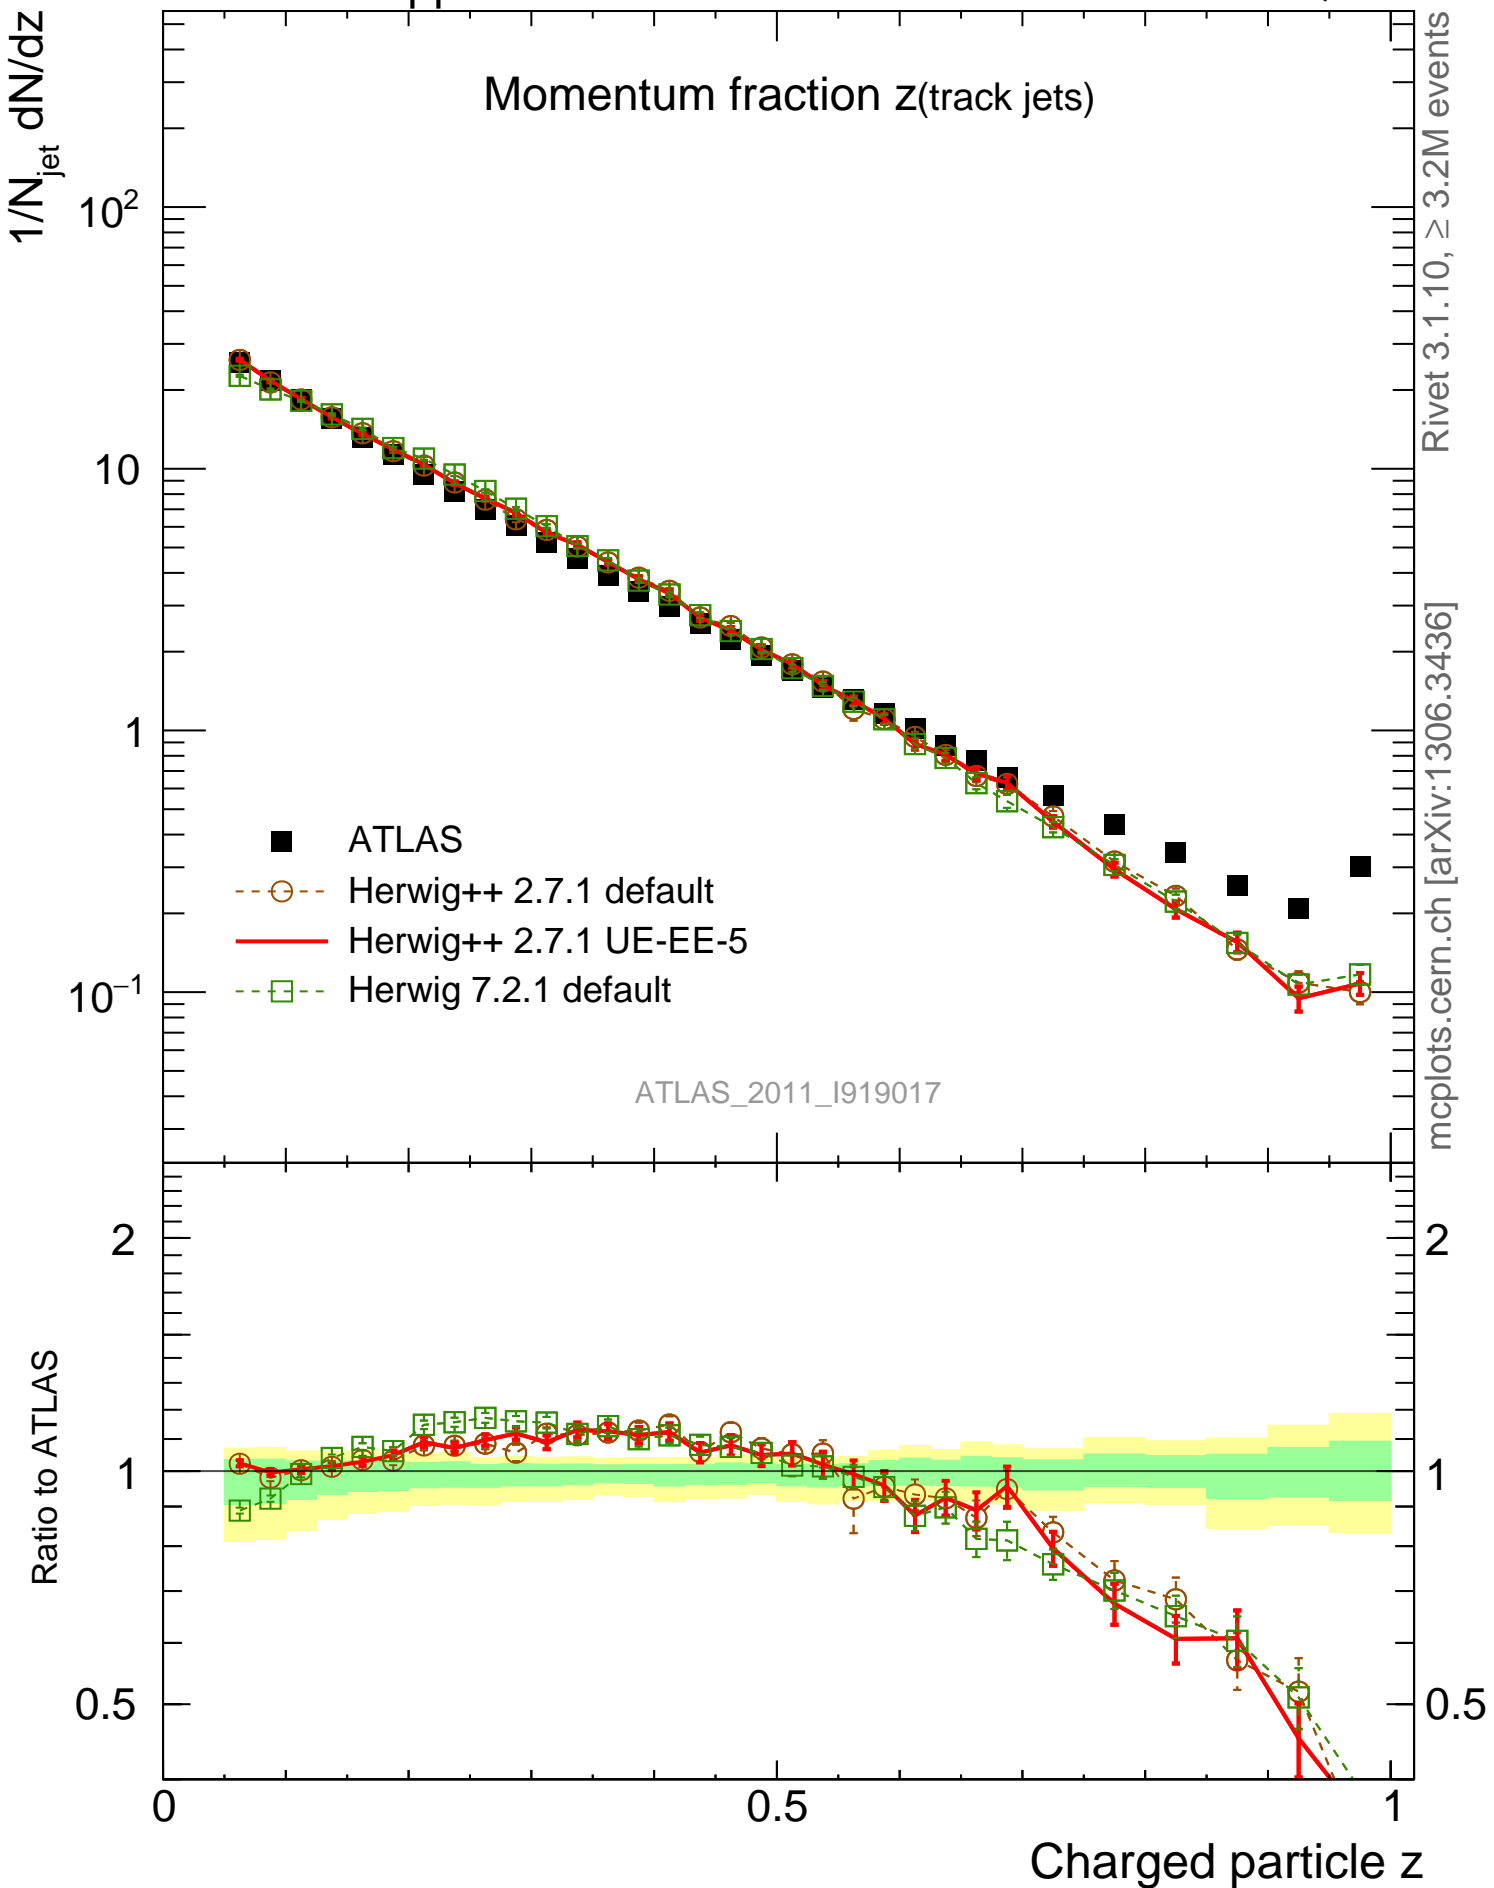 Momentum fraction z(track jets)
1/N_jet dN/dz
10²
10
1
10⁻¹
ATLAS
Herwig++ 2.7.1 default
Herwig++ 2.7.1 UE-EE-5
Herwig 7.2.1 default
ATLAS_2011_I919017
Rivet 3.1.10, ≥ 3.2M events
mcplots.cern.ch [arXiv:1306.3436]
Ratio to ATLAS
2
1
0.5
2
1
0.5
0
0.5
1
Charged particle z